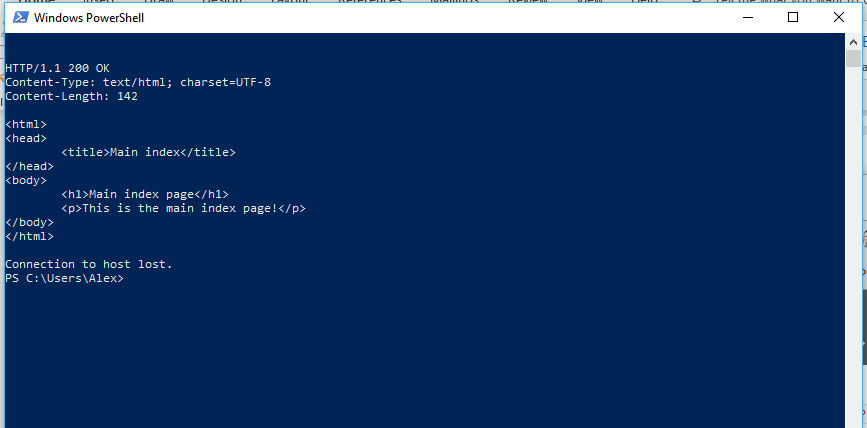 Windows PowerShell
HTTP/1.1 200 OK
Content-Type: text/html; charset=UTF-8
Content-Length: 142
<html>
<head>
        <title>Main index</title>
</head>
<body>
        <h1>Main index page</h1>
        <p>This is the main index page!</p>
</body>
</html>
Connection to host lost.
PS C:\Users\Alex>